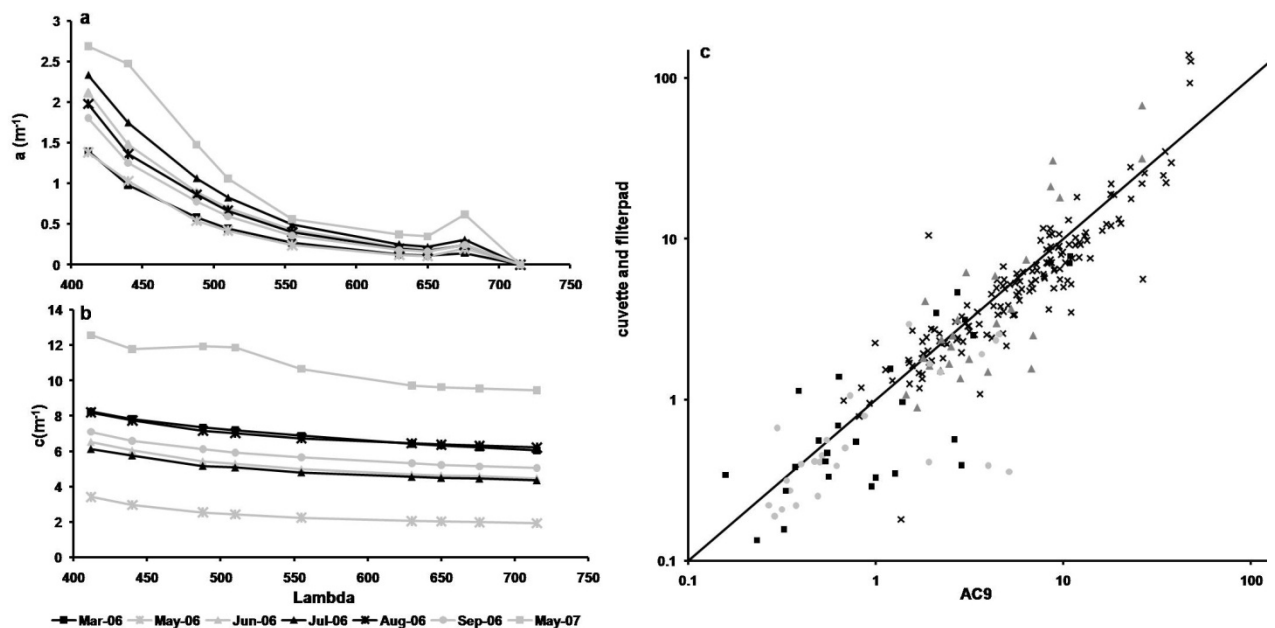 a
3
2.5
2
1.5
1
0.5
0
a (m⁻¹)
400 450 500 550 600 650 700 750
b
14
12
10
8
6
4
2
0
c(m⁻¹)
400 450 500 550 600 650 700 750
Lambda
Mar-06 May-06 Jun-06 Jul-06 Aug-06 Sep-06 May-07
c
100
10
1
0.1
cuvette and filterpad
0.1 1 10 100
AC9